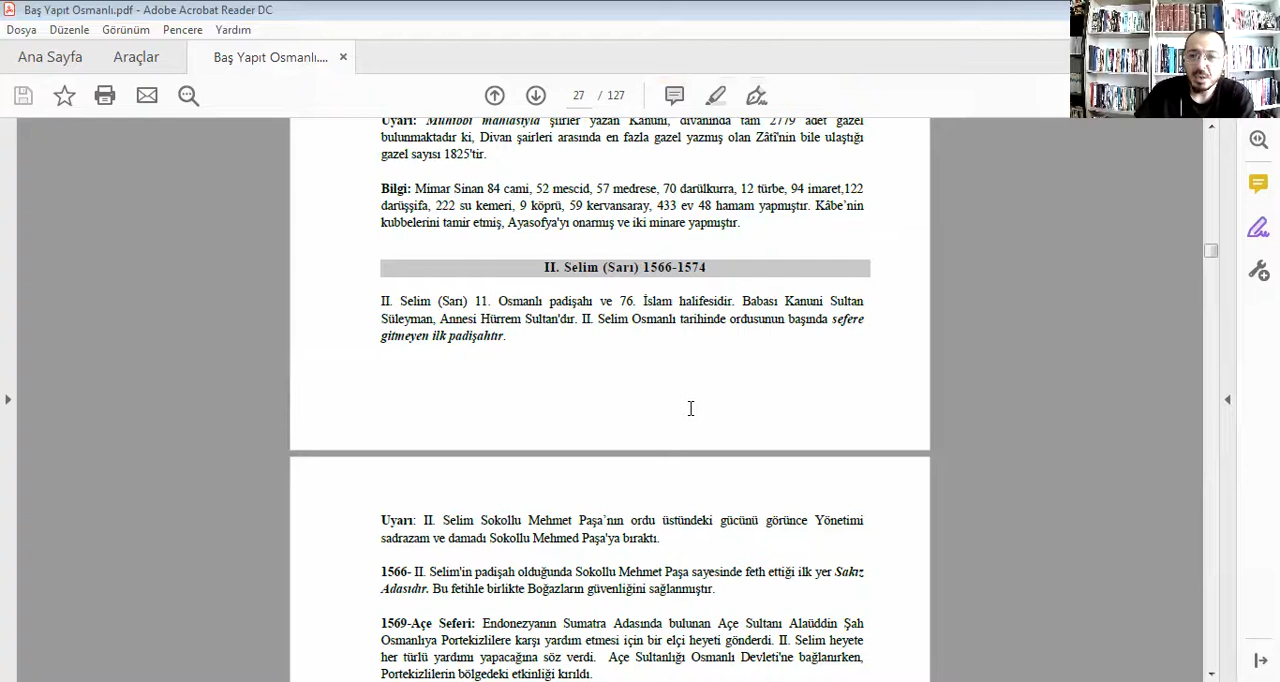 Baş Yapıt Osmanlı.pdf - Adobe Acrobat Reader DC
Dosya Düzenle Görünüm Pencere Yardım
Ana Sayfa Araçlar Baş Yapıt Osmanlı.... ×
27 / 127
Uyarı: Muhibbi mahlasıyla şiirler yazan Kanuni, divanında tam 2779 adet gazel
bulunmaktadır ki, Divan şairleri arasında en fazla gazel yazmış olan Zâtî'nin bile ulaştığı
gazel sayısı 1825'tir.
Bilgi: Mimar Sinan 84 cami, 52 mescid, 57 medrese, 70 darülkurra, 12 türbe, 94 imaret,122
darüşşifa, 222 su kemeri, 9 köprü, 59 kervansaray, 433 ev 48 hamam yapmıştır. Kâbe’nin
kubbelerini tamir etmiş, Ayasofya'yı onarmış ve iki minare yapmıştır.
II. Selim (Sarı) 1566-1574
II. Selim (Sarı) 11. Osmanlı padişahı ve 76. İslam halifesidir. Babası Kanuni Sultan
Süleyman, Annesi Hürrem Sultan'dır. II. Selim Osmanlı tarihinde ordusunun başında sefere
gitmeyen ilk padişahtır.
Uyarı: II. Selim Sokollu Mehmet Paşa’nın ordu üstündeki gücünü görünce Yönetimi
sadrazam ve damadı Sokollu Mehmed Paşa'ya bıraktı.
1566- II. Selim'in padişah olduğunda Sokollu Mehmet Paşa sayesinde feth ettiği ilk yer Sakız
Adasıdır. Bu fetihle birlikte Boğazların güvenliğini sağlanmıştır.
1569-Açe Seferi: Endonezyanın Sumatra Adasında bulunan Açe Sultanı Alaüddin Şah
Osmanlıya Portekizlilere karşı yardım etmesi için bir elçi heyeti gönderdi. II. Selim heyete
her türlü yardımı yapacağına söz verdi. Açe Sultanlığı Osmanlı Devleti'ne bağlanırken,
Portekizlilerin bölgedeki etkinliği kırıldı.